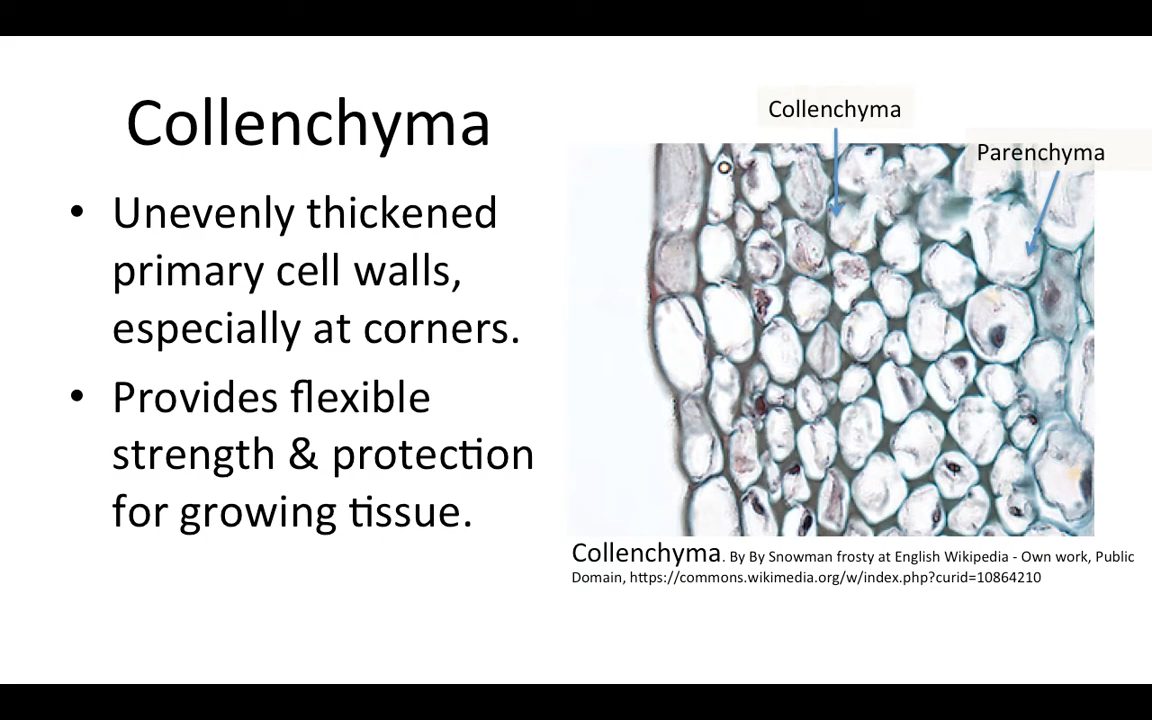 Collenchyma
• Unevenly thickened
primary cell walls,
especially at corners.
• Provides flexible
strength & protection
for growing tissue.
Collenchyma
Parenchyma
Collenchyma. By By Snowman frosty at English Wikipedia - Own work, Public
Domain, https://commons.wikimedia.org/w/index.php?curid=10864210